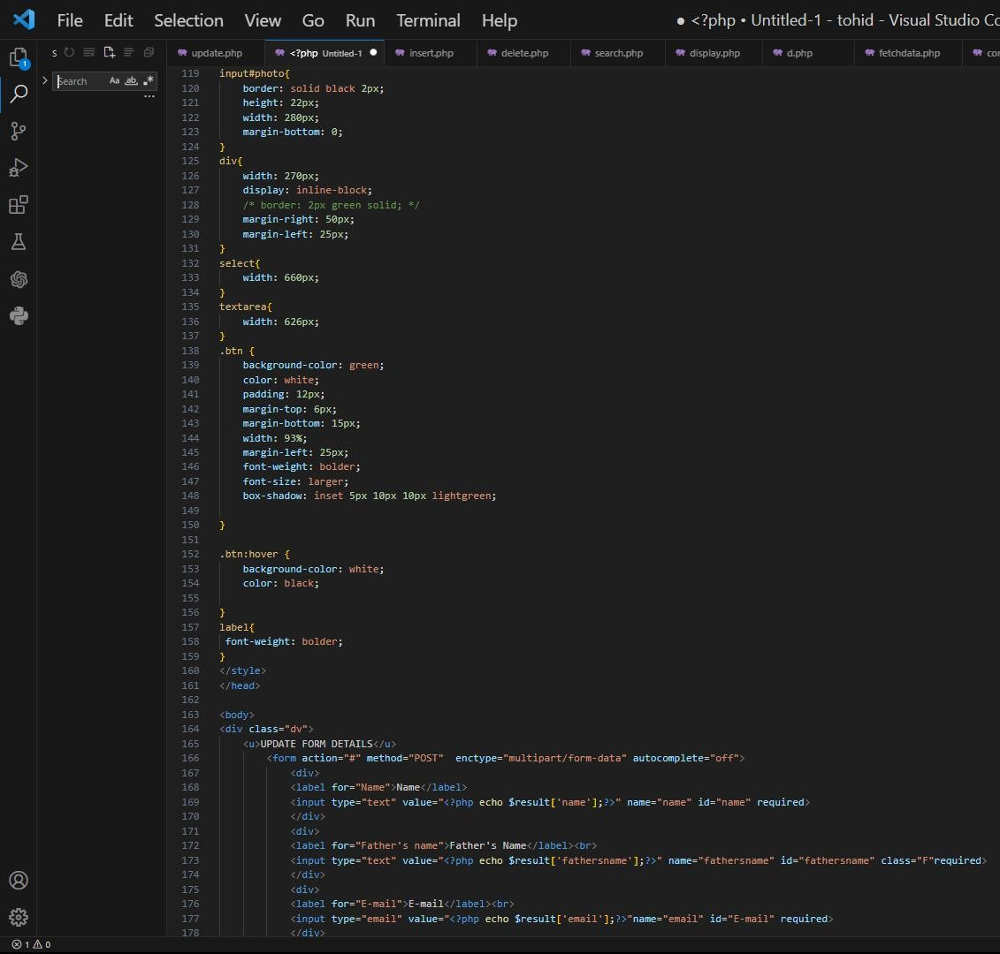 File Edit Selection View Go Run Terminal Help ● <?php • Untitled-1 - tohid - Visual Studio Co
S
update.php <?php Untitled-1 ● insert.php delete.php search.php display.php d.php fetchdata.php con
Search Aa ab .*
...
1
119 input#photo{
120 border: solid black 2px;
121 height: 22px;
122 width: 280px;
123 margin-bottom: 0;
124 }
125 div{
126 width: 270px;
127 display: inline-block;
128 /* border: 2px green solid; */
129 margin-right: 50px;
130 margin-left: 25px;
131 }
132 select{
133 width: 660px;
134 }
135 textarea{
136 width: 626px;
137 }
138 .btn {
139 background-color: green;
140 color: white;
141 padding: 12px;
142 margin-top: 6px;
143 margin-bottom: 15px;
144 width: 93%;
145 margin-left: 25px;
146 font-weight: bolder;
147 font-size: larger;
148 box-shadow: inset 5px 10px 10px lightgreen;
149
150 }
151
152 .btn:hover {
153 background-color: white;
154 color: black;
155
156 }
157 label{
158 font-weight: bolder;
159 }
160 </style>
161 </head>
162
163 <body>
164 <div class="dv">
165 <u>UPDATE FORM DETAILS</u>
166 <form action="#" method="POST"  enctype="multipart/form-data" autocomplete="off">
167 <div>
168 <label for="Name">Name</label>
169 <input type="text" value="<?php echo $result['name'];?>" name="name" id="name" required>
170 </div>
171 <div>
172 <label for="Father's name">Father's Name</label><br>
173 <input type="text" value="<?php echo $result['fathersname'];?>" name="fathersname" id="fathersname" class="F"required>
174 </div>
175 <div>
176 <label for="E-mail">E-mail</label><br>
177 <input type="email" value="<?php echo $result['email'];?>"name="email" id="E-mail" required>
178 </div>
1 0